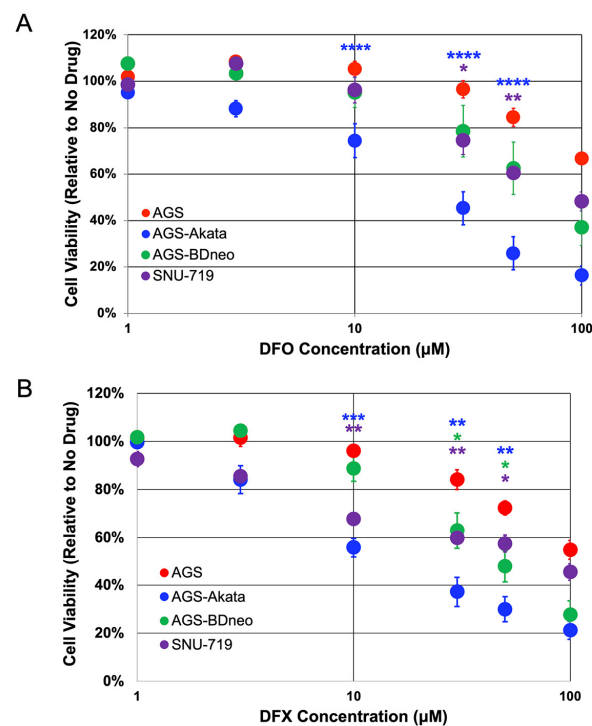 A
120%
100%
80%
60%
40%
20%
0%
Cell Viability (Relative to No Drug)
**** **** ****
* **
AGS
AGS-Akata
AGS-BDneo
SNU-719
1 10 100
DFO Concentration (µM)
B
120%
100%
80%
60%
40%
20%
0%
Cell Viability (Relative to No Drug)
*** ** **
** * *
** *
AGS
AGS-Akata
AGS-BDneo
SNU-719
1 10 100
DFX Concentration (µM)